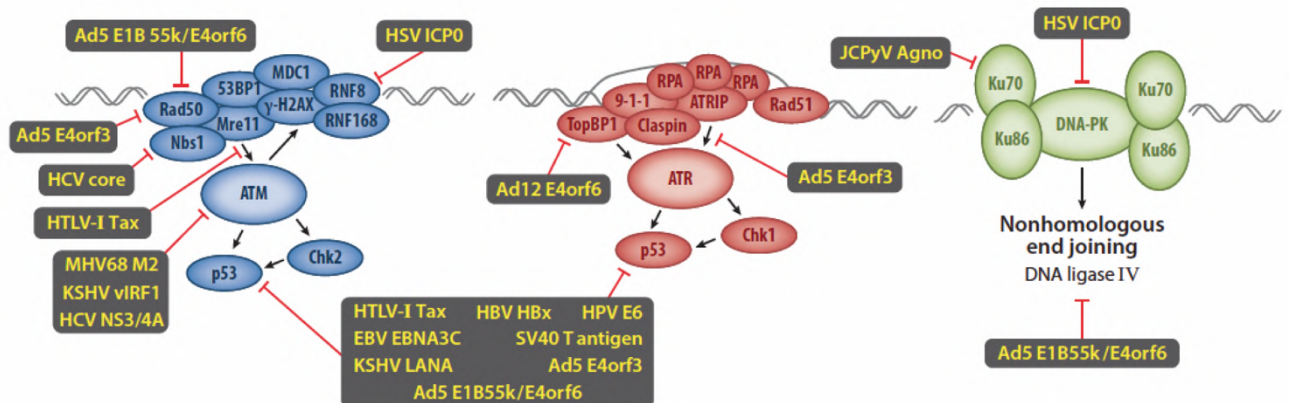 Ad5 E1B 55k/E4orf6
HSV ICP0
MDC1
53BP1
RNF8
Rad50
γ-H2AX
Mre11
RNF168
Nbs1
Ad5 E4orf3
HCV core
HTLV-I Tax
ATM
MHV68 M2
KSHV vIRF1
HCV NS3/4A
p53
Chk2
RPA
RPA
RPA
9-1-1
ATRIP
Rad51
TopBP1
Claspin
Ad12 E4orf6
ATR
Ad5 E4orf3
p53
Chk1
HTLV-I Tax HBV HBx HPV E6
EBV EBNA3C SV40 T antigen
KSHV LANA Ad5 E4orf3
Ad5 E1B55k/E4orf6
HSV ICP0
JCPyV Agno
Ku70
Ku70
DNA-PK
Ku86
Ku86
Nonhomologous
end joining
DNA ligase IV
Ad5 E1B55k/E4orf6